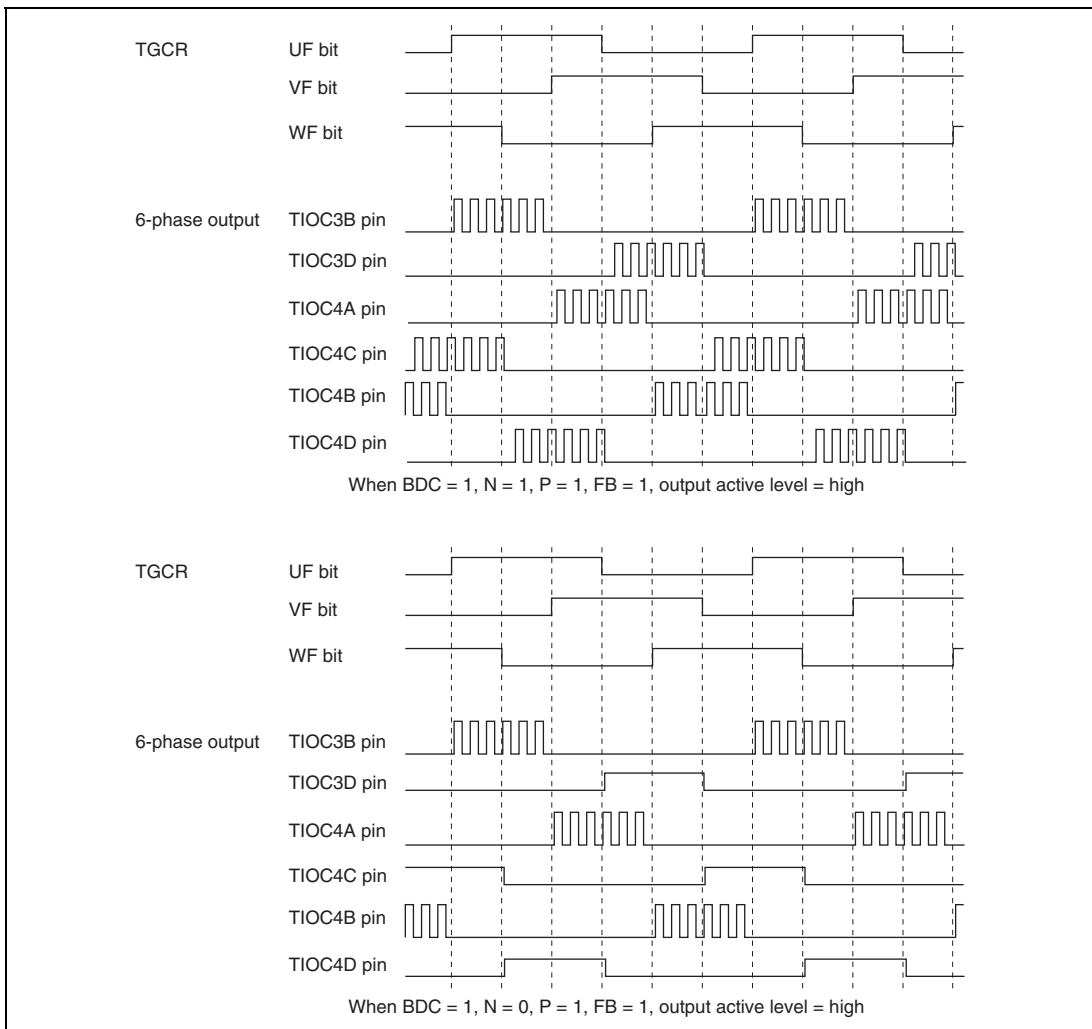 TGCR UF bit
VF bit
WF bit
6-phase output TIOC3B pin
TIOC3D pin
TIOC4A pin
TIOC4C pin
TIOC4B pin
TIOC4D pin
When BDC = 1, N = 1, P = 1, FB = 1, output active level = high
TGCR UF bit
VF bit
WF bit
6-phase output TIOC3B pin
TIOC3D pin
TIOC4A pin
TIOC4C pin
TIOC4B pin
TIOC4D pin
When BDC = 1, N = 0, P = 1, FB = 1, output active level = high